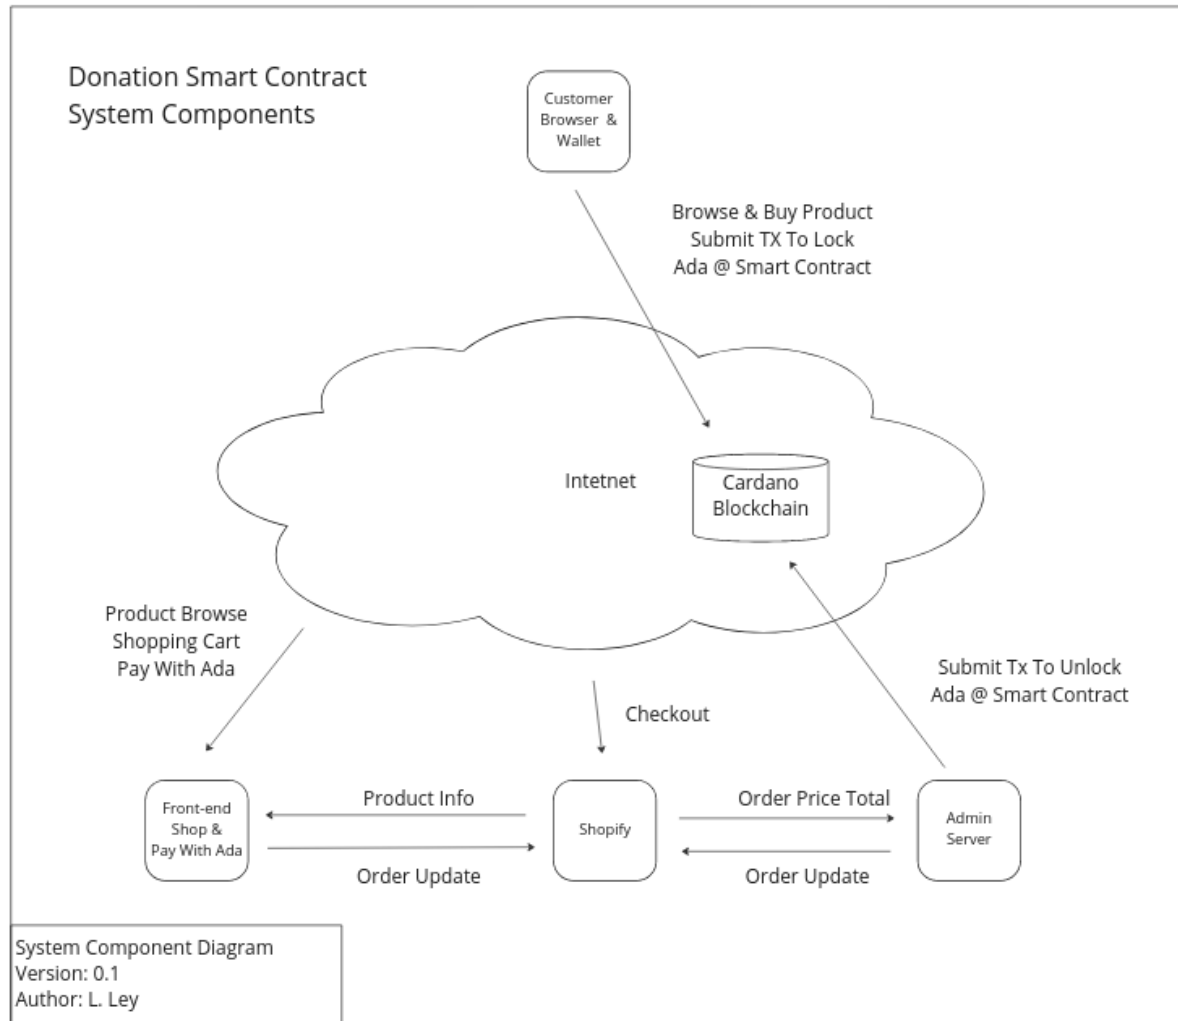 Donation Smart Contract
System Components
Customer
Browser &
Wallet
Browse & Buy Product
Submit TX To Lock
Ada @ Smart Contract
Intetnet
Cardano
Blockchain
Product Browse
Shopping Cart
Pay With Ada
Submit Tx To Unlock
Ada @ Smart Contract
Checkout
Front-end
Shop &
Pay With Ada
Product Info
Order Update
Shopify
Order Price Total
Order Update
Admin
Server
System Component Diagram
Version: 0.1
Author: L. Ley